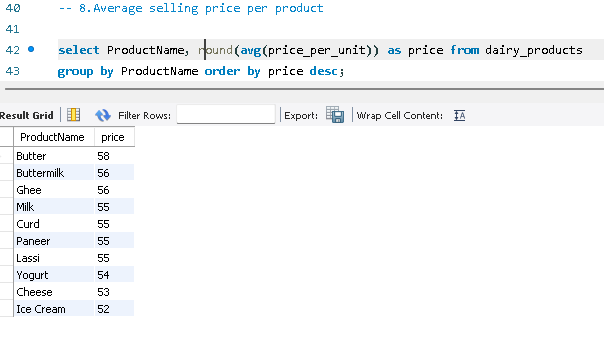 40 -- 8.Average selling price per product
41
42 select ProductName, round(avg(price_per_unit)) as price from dairy_products
43 group by ProductName order by price desc;
Result Grid Filter Rows: Export: Wrap Cell Content: IA
ProductName price
Butter 58
Buttermilk 56
Ghee 56
Milk 55
Curd 55
Paneer 55
Lassi 55
Yogurt 54
Cheese 53
Ice Cream 52